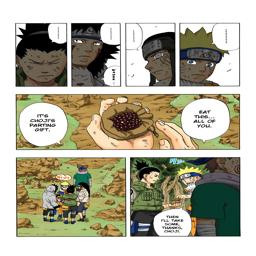 EAT
THIS...
ALL OF
YOU.
IT'S
CHOJI'S
PARTING
GIFT.
THEN
I'LL TAKE
SOME,
THANKS,
CHOJI.